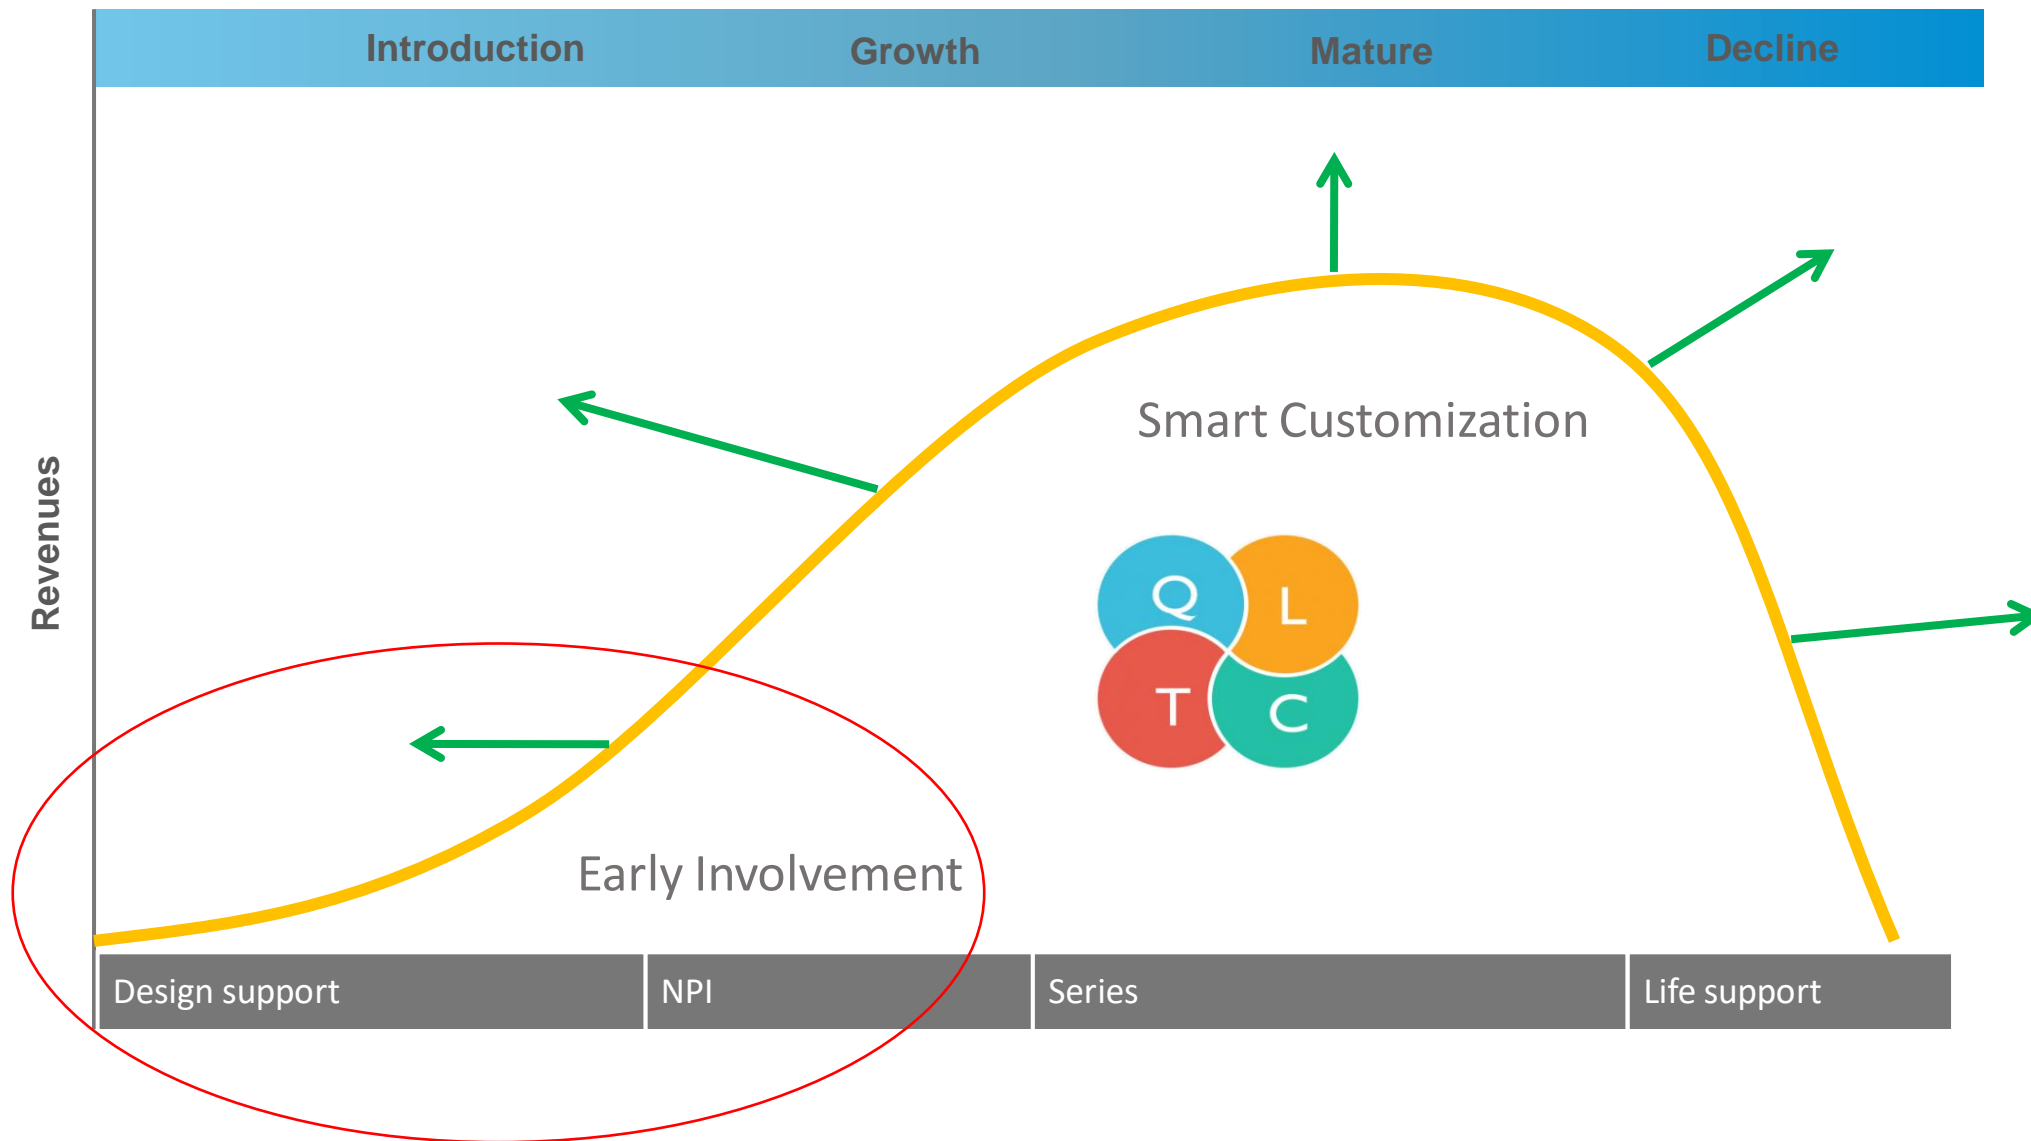 Introduction
Growth
Mature
Decline
Revenues
Smart Customization
Q
L
T
C
Early Involvement
Design support
NPI
Series
Life support